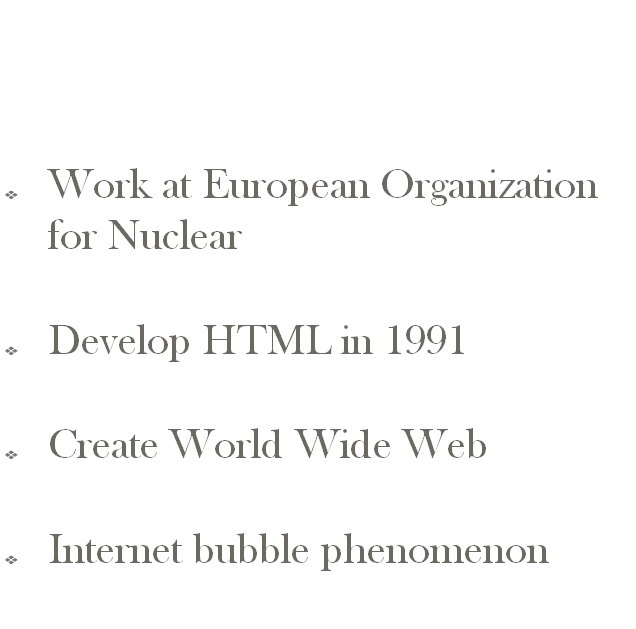 Work at European Organization
for Nuclear
Develop HTML in 1991
Create World Wide Web
Internet bubble phenomenon